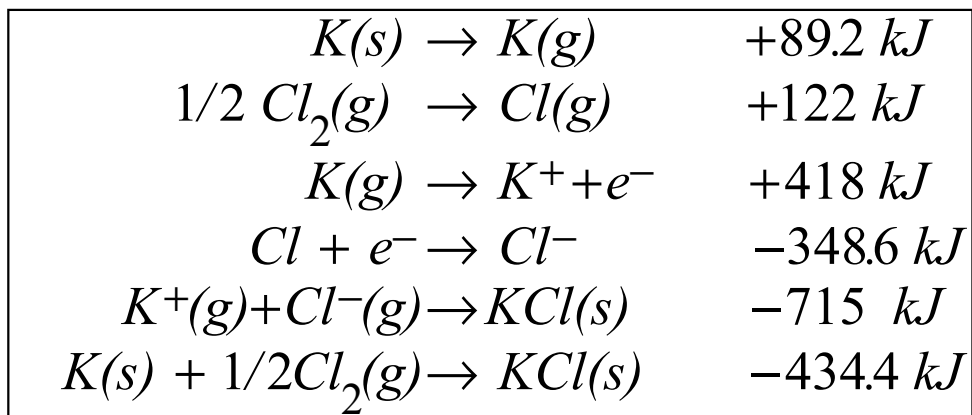 K(s) → K(g) +89.2 kJ
1/2 Cl₂(g) → Cl(g) +122 kJ
K(g) → K⁺+e⁻ +418 kJ
Cl + e⁻→ Cl⁻ −348.6 kJ
K⁺(g)+Cl⁻(g)→KCl(s) −715 kJ
K(s) + 1/2Cl₂(g)→ KCl(s) −434.4 kJ